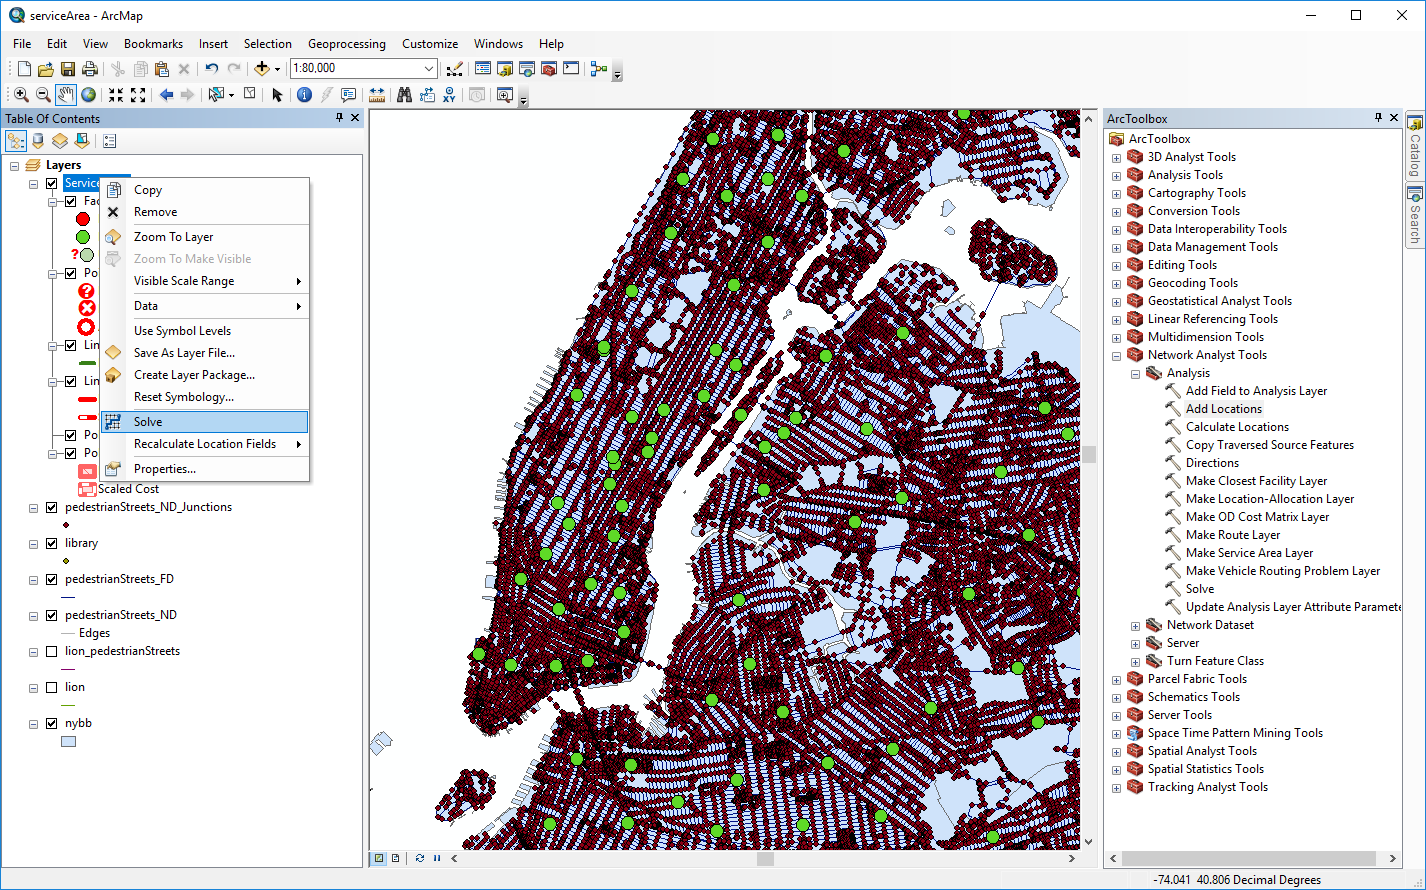 serviceArea - ArcMap
File Edit View Bookmarks Insert Selection Geoprocessing Customize Windows Help
1:80,000
XY
Table Of Contents
Layers
Service
Fac
?
Po
?
Lin
Lin
Po
Po
Scaled Cost
pedestrianStreets_ND_Junctions
library
pedestrianStreets_FD
pedestrianStreets_ND
Edges
lion_pedestrianStreets
lion
nybb
Copy
Remove
Zoom To Layer
Zoom To Make Visible
Visible Scale Range
Data
Use Symbol Levels
Save As Layer File...
Create Layer Package...
Reset Symbology...
Solve
Recalculate Location Fields
Properties...
ArcToolbox
ArcToolbox
3D Analyst Tools
Analysis Tools
Cartography Tools
Conversion Tools
Data Interoperability Tools
Data Management Tools
Editing Tools
Geocoding Tools
Geostatistical Analyst Tools
Linear Referencing Tools
Multidimension Tools
Network Analyst Tools
Analysis
Add Field to Analysis Layer
Add Locations
Calculate Locations
Copy Traversed Source Features
Directions
Make Closest Facility Layer
Make Location-Allocation Layer
Make OD Cost Matrix Layer
Make Route Layer
Make Service Area Layer
Make Vehicle Routing Problem Layer
Solve
Update Analysis Layer Attribute Paramete
Network Dataset
Server
Turn Feature Class
Parcel Fabric Tools
Schematics Tools
Server Tools
Space Time Pattern Mining Tools
Spatial Analyst Tools
Spatial Statistics Tools
Tracking Analyst Tools
Catalog
Search
-74.041 40.806 Decimal Degrees